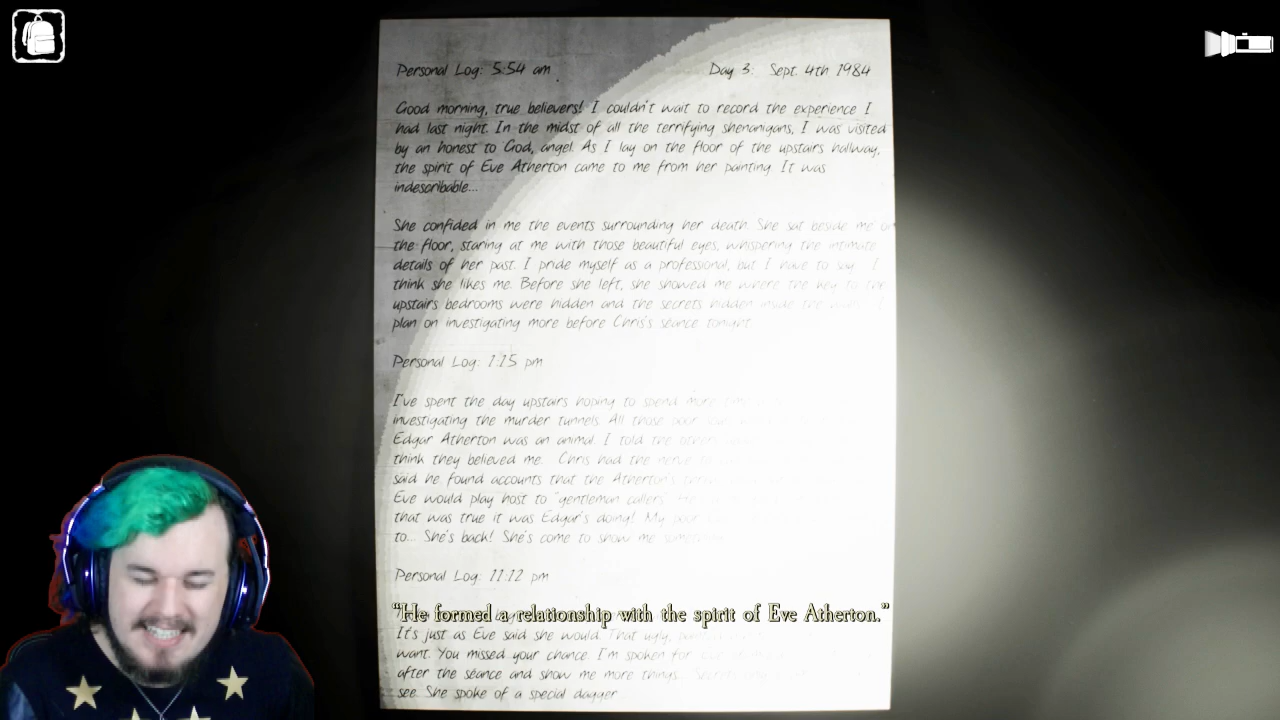 Personal Log: 5:54 am
Day 3: Sept. 4th 1984
Good morning, true believers! I couldn't wait to record the experience I
had last night. In the midst of all the terrifying shenanigans, I was visited
by an honest to God, angel. As I lay on the floor of the upstairs hallway,
the spirit of Eve Atherton came to me from her painting. It was
indescribable...
She confided in me the events surrounding her death. She sat beside me on
the floor, staring at me with those beautiful eyes, whispering the intimate
details of her past. I pride myself as a professional, but I have to say I
think she likes me. Before she left, she showed me where the key to the
upstairs bedrooms were hidden and the secrets hidden inside the
plan on investigating more before Chris's séance tonight
Personal Log: 1:15 pm
I've spent the day upstairs hoping to spend more
investigating the murder tunnels. All those poor
Edgar Atherton was an animal. I told the others
think they believed me. Chris had the nerve to
said he found accounts that the Atherton's
Eve would play host to "gentleman callers"
that was true it was Edgar's doing! My poor
to... She's back! She's come to show me
Personal Log: 11:12 pm
"He formed a relationship with the spirit of Eve Atherton."
It's just as Eve said she would. That ugly,
want. You missed your chance. I'm spoken for
after the séance and show me more things...
see. She spoke of a special dagger